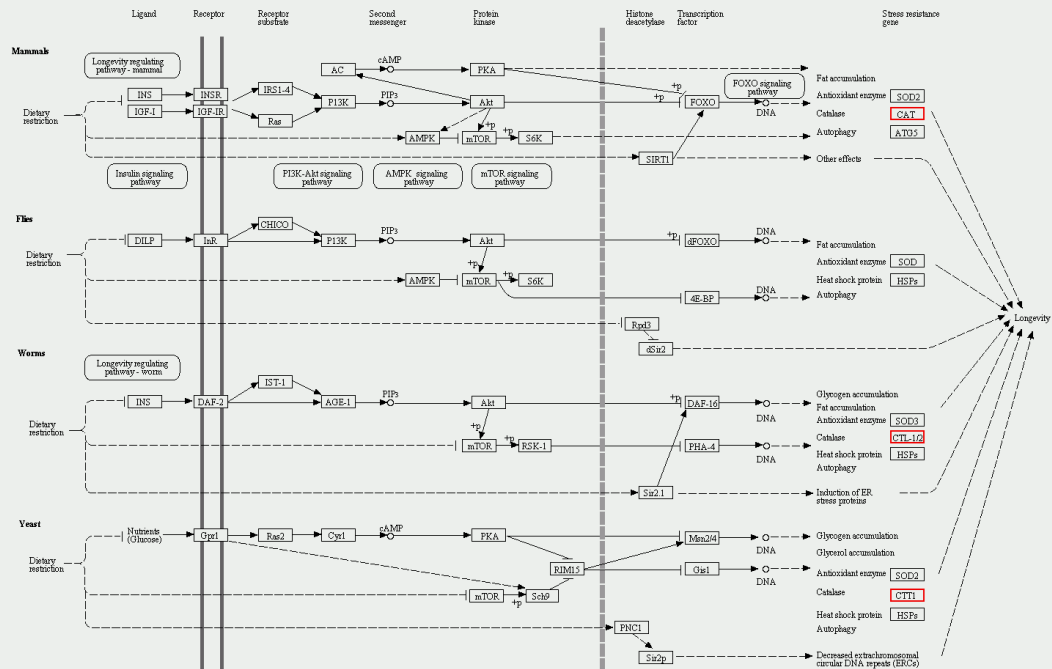 Ligand
Receptor
Receptor
substrate
Second
messenger
Protein
kinase
Histone
deacetylase
Transcription
factor
Stress resistance
gene
Mammals
Longevity regulating
pathway - mammal
INS
INSR
IGF-I
IGF-IR
IRS1-4
Ras
AC
cAMP
PKA
P13K
PIP3
Akt
+p
+p
FOXO
FOXO signaling
pathway
DNA
Fat accumulation
Antioxidant enzyme
SOD2
Catalase
CAT
Autophagy
ATG5
Other effects
Dietary
restriction
AMPK
+p
mTOR
+p
S6K
SIRT1
Insulin signaling
pathway
PI3K-Akt signaling
pathway
AMPK signaling
pathway
mTOR signaling
pathway
Flies
Dietary
restriction
DILP
InR
CHICO
P13K
PIP3
Akt
+p
dFOXO
DNA
Fat accumulation
Antioxidant enzyme
SOD
Heat shock protein
HSPs
Autophagy
AMPK
+p
mTOR
+p
S6K
4E-BP
DNA
Rpd3
dSir2
Longevity
Worms
Longevity regulating
pathway - worm
Dietary
restriction
INS
DAF-2
IST-1
AGE-1
PIP3
Akt
+p
DAF-16
DNA
Glycogen accumulation
Fat accumulation
Antioxidant enzyme
SOD3
Catalase
CTL-1/2
Heat shock protein
HSPs
Autophagy
+p
mTOR
+p
RSK-1
PHA-4
DNA
Sir2.1
Induction of ER
stress proteins
Yeast
Dietary
restriction
Nutrients
(Glucose)
Gpr1
Ras2
Cyr1
cAMP
PKA
Msn2/4
DNA
Glycogen accumulation
Glycerol accumulation
RIM15
Gis1
DNA
Antioxidant enzyme
SOD2
Catalase
CTT1
Heat shock protein
HSPs
Autophagy
mTOR
+p
Sch9
PNC1
Sir2p
Decreased extrachromosomal
circular DNA repeats (ERCs)